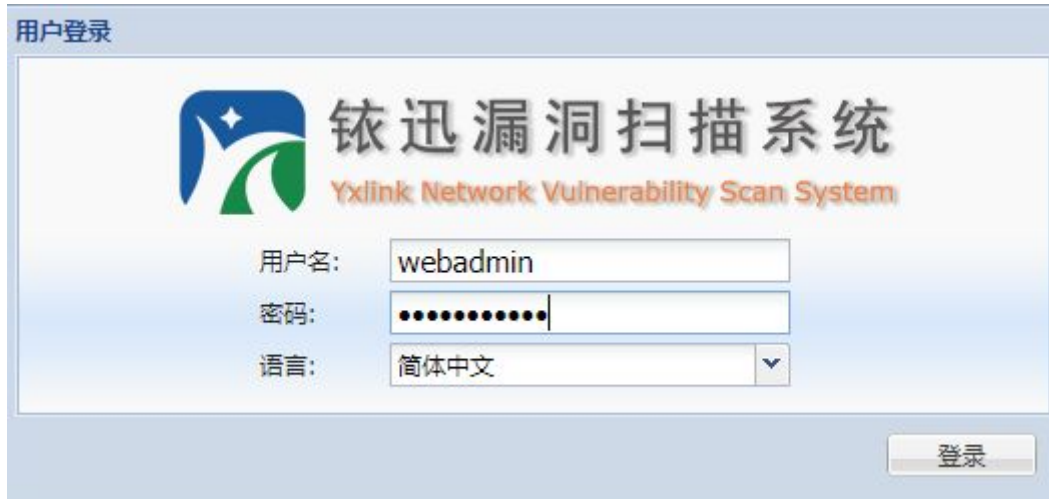 用户登录
铱迅漏洞扫描系统
Yxlink Network Vulnerability Scan System
用户名: webadmin
密码: •••••••••••
语言: 简体中文
登录